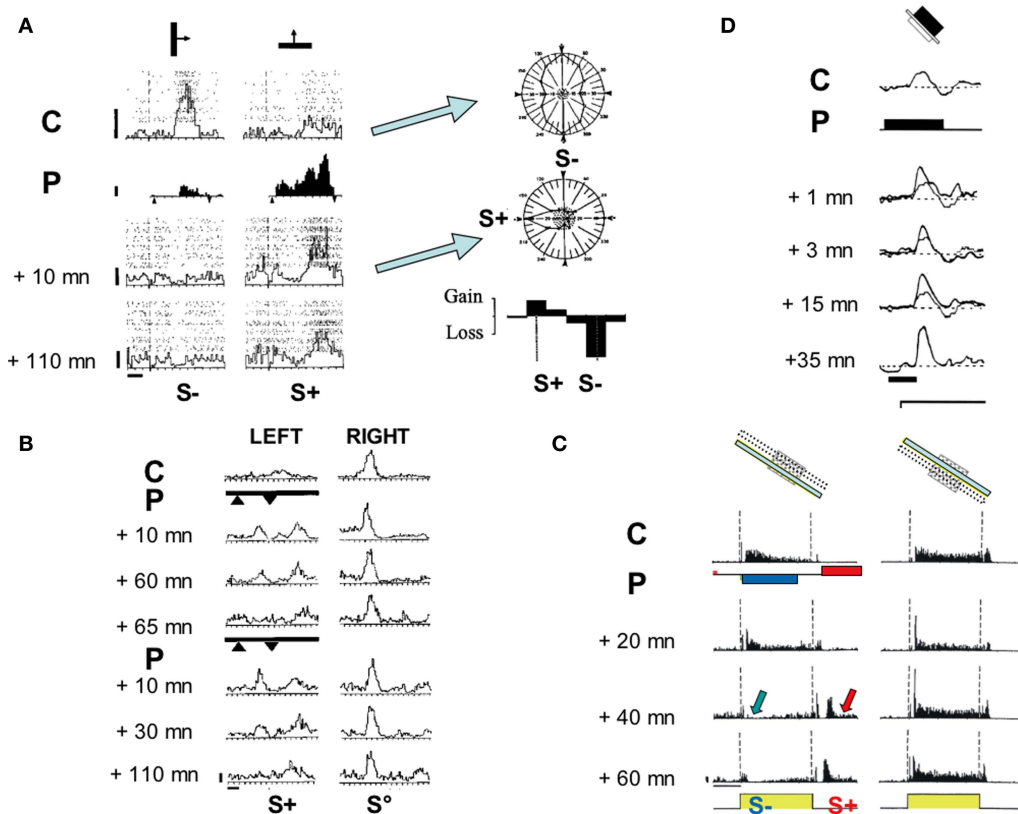 A
C
P
+ 10 mn
+ 110 mn
S-
S+
S-
S+
Gain
Loss
S+
S-
D
C
P
+ 1 mn
+ 3 mn
+ 15 mn
+35 mn
B
LEFT
RIGHT
C
P
+ 10 mn
+ 60 mn
+ 65 mn
P
+ 10 mn
+ 30 mn
+ 110 mn
S+
S°
C
C
P
+ 20 mn
+ 40 mn
+ 60 mn
S-
S+